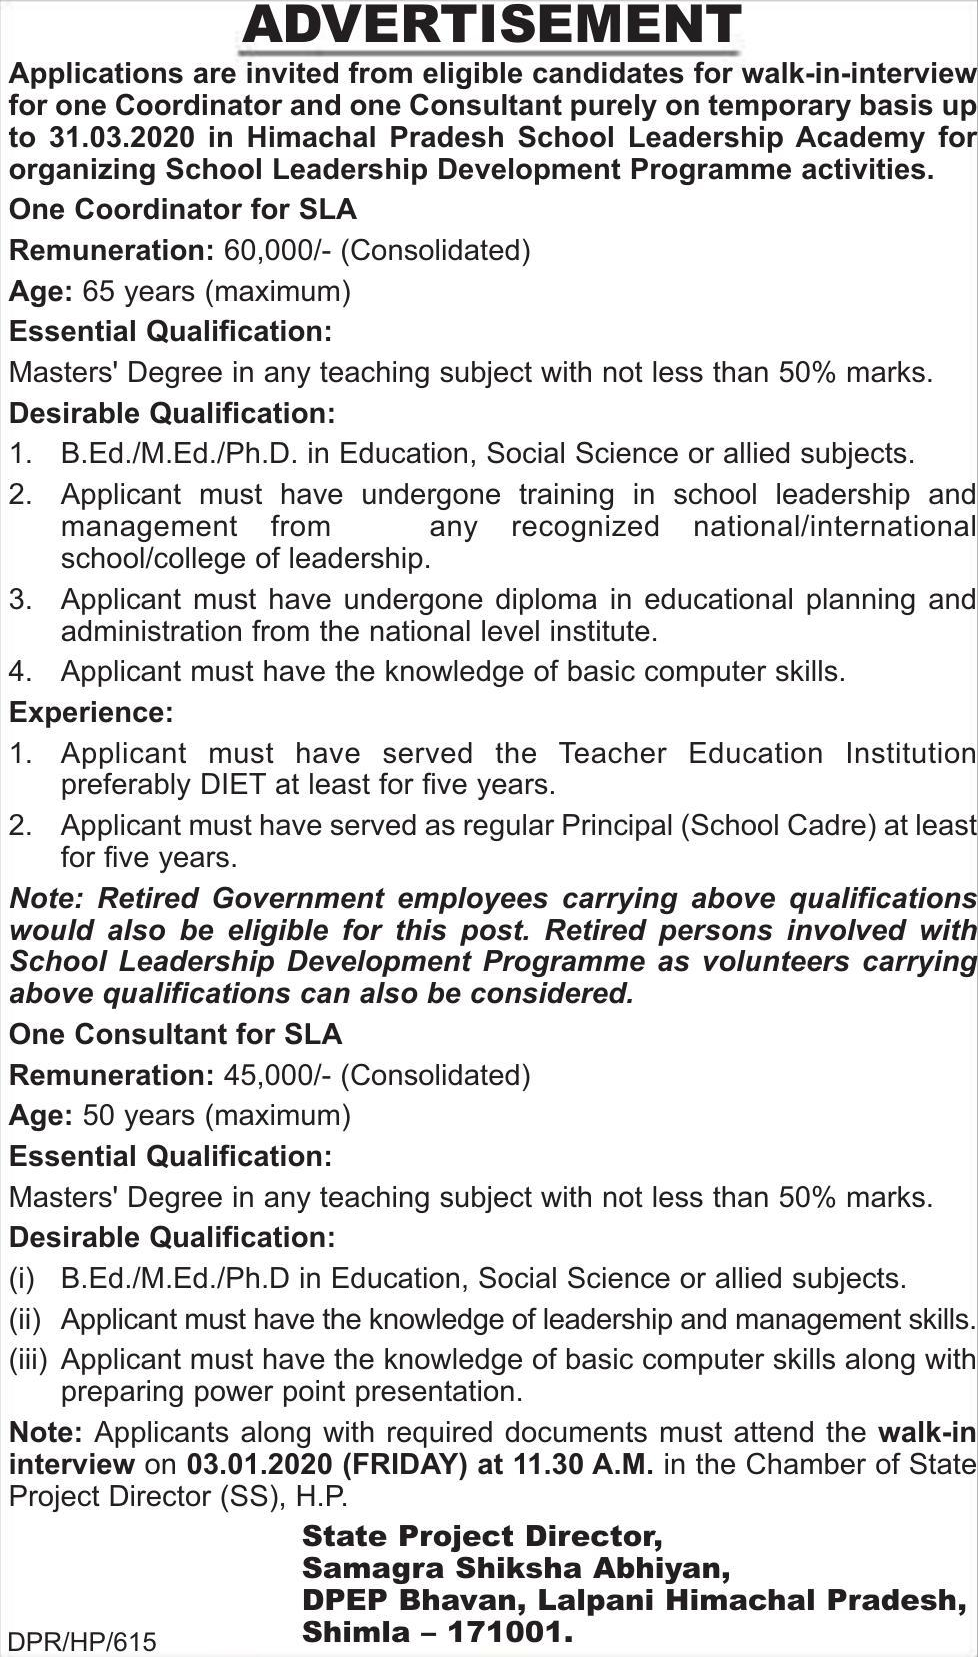 ADVERTISEMENT
Applications are invited from eligible candidates for walk-in-interview
for one Coordinator and one Consultant purely on temporary basis up
to 31.03.2020 in Himachal Pradesh School Leadership Academy for
organizing School Leadership Development Programme activities.
One Coordinator for SLA
Remuneration: 60,000/- (Consolidated)
Age: 65 years (maximum)
Essential Qualification:
Masters' Degree in any teaching subject with not less than 50% marks.
Desirable Qualification:
1. B.Ed./M.Ed./Ph.D. in Education, Social Science or allied subjects.
2. Applicant must have undergone training in school leadership and
management from any recognized national/international
school/college of leadership.
3. Applicant must have undergone diploma in educational planning and
administration from the national level institute.
4. Applicant must have the knowledge of basic computer skills.
Experience:
1. Applicant must have served the Teacher Education Institution
preferably DIET at least for five years.
2. Applicant must have served as regular Principal (School Cadre) at least
for five years.
Note: Retired Government employees carrying above qualifications
would also be eligible for this post. Retired persons involved with
School Leadership Development Programme as volunteers carrying
above qualifications can also be considered.
One Consultant for SLA
Remuneration: 45,000/- (Consolidated)
Age: 50 years (maximum)
Essential Qualification:
Masters' Degree in any teaching subject with not less than 50% marks.
Desirable Qualification:
(i) B.Ed./M.Ed./Ph.D in Education, Social Science or allied subjects.
(ii) Applicant must have the knowledge of leadership and management skills.
(iii) Applicant must have the knowledge of basic computer skills along with
preparing power point presentation.
Note: Applicants along with required documents must attend the walk-in
interview on 03.01.2020 (FRIDAY) at 11.30 A.M. in the Chamber of State
Project Director (SS), H.P.
State Project Director,
Samagra Shiksha Abhiyan,
DPEP Bhavan, Lalpani Himachal Pradesh,
Shimla – 171001.
DPR/HP/615